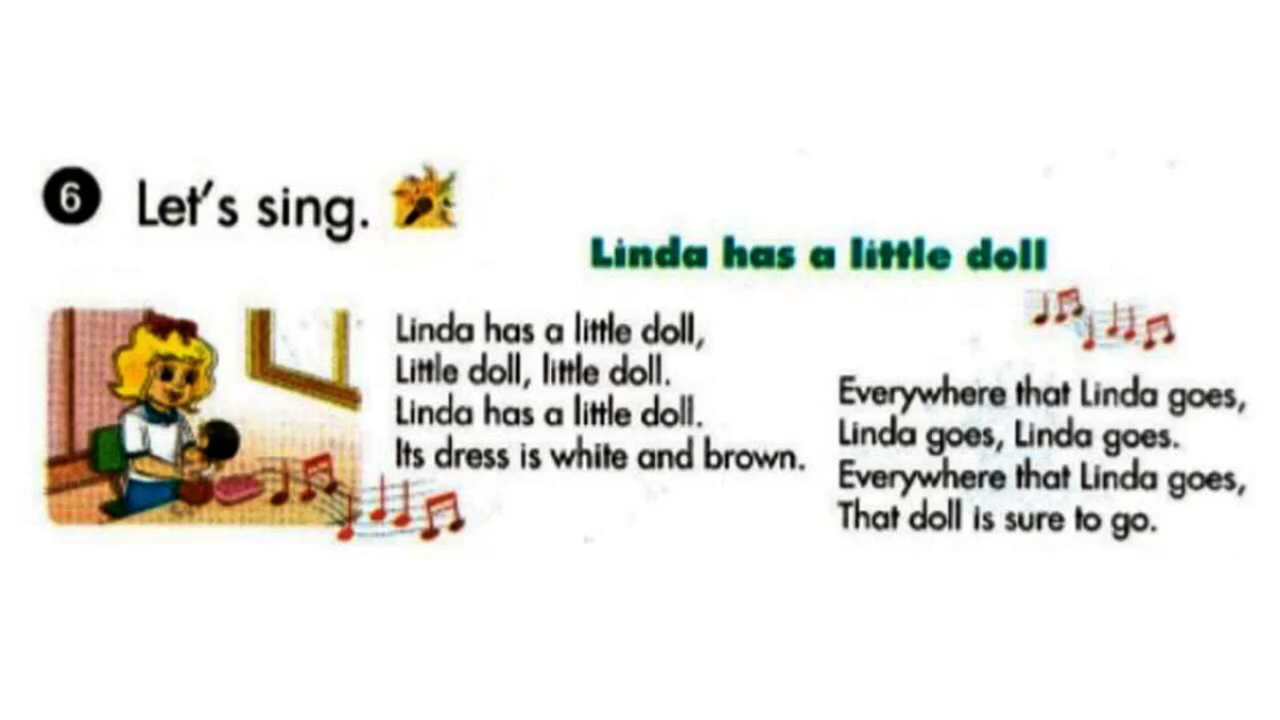 6 Let's sing.
Linda has a little doll
Linda has a little doll,
Little doll, little doll.
Linda has a little doll.
Its dress is white and brown.
Everywhere that Linda goes,
Linda goes, Linda goes.
Everywhere that Linda goes,
That doll is sure to go.